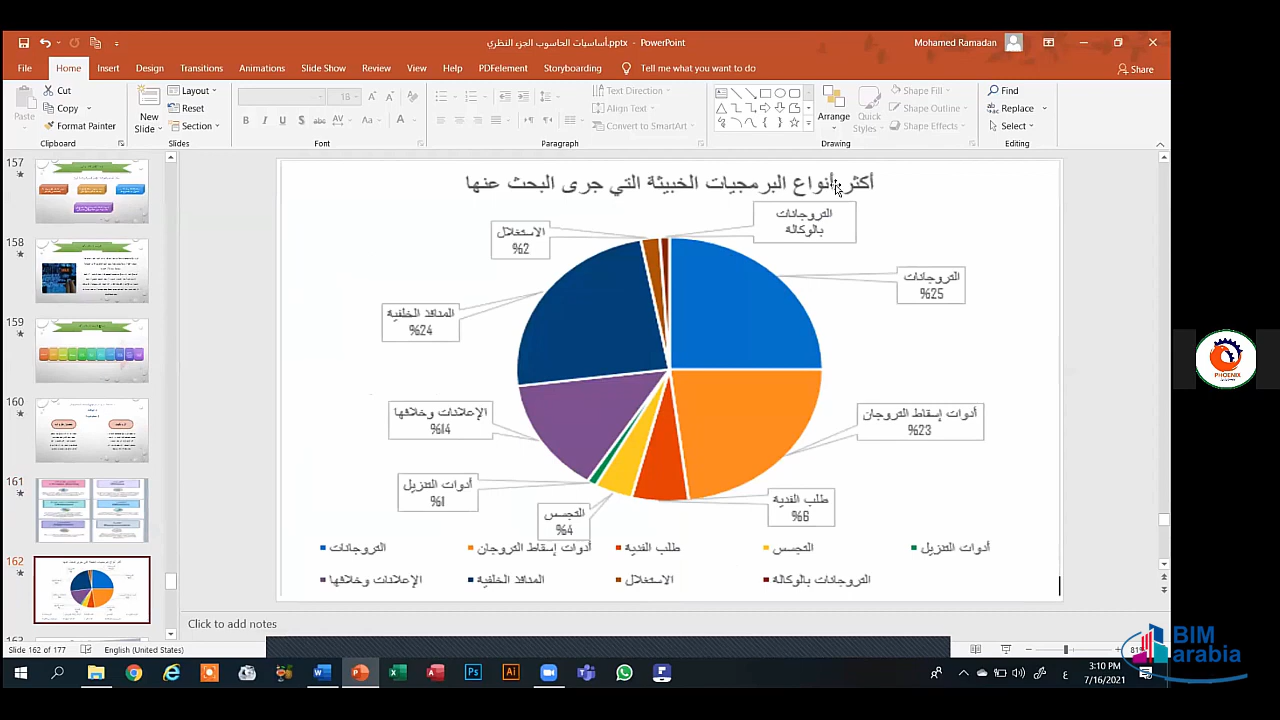 أساسيات الحاسوب الجزء النظري.pptx - PowerPoint
Mohamed Ramadan
File Home Insert Design Transitions Animations Slide Show Review View Help PDFelement Storyboarding Tell me what you want to do
Share
Paste
Cut
Copy
Format Painter
Clipboard
New Slide
Layout
Reset
Section
Slides
18
B I U S abc AV Aa A
Font
Text Direction
Align Text
Convert to SmartArt
Paragraph
Arrange
Quick Styles
Shape Fill
Shape Outline
Shape Effects
Drawing
Find
Replace
Select
Editing
157
158
159
160
161
162
أكثر أنواع البرمجيات الخبيثة التي جرى البحث عنها
التروجانات بالوكالة
الاستغلال
%2
التروجانات
%25
المنافذ الخلفية
%24
الإعلانات وخلافها
%14
أدوات إسقاط التروجان
%23
أدوات التنزيل
%1
التجسس
%4
طلب الفدية
%6
التروجانات
أدوات إسقاط التروجان
طلب الفدية
التجسس
أدوات التنزيل
الإعلانات وخلافها
المنافذ الخلفية
الاستغلال
التروجانات بالوكالة
Click to add notes
Slide 162 of 177
English (United States)
3:10 PM
7/16/2021
PHOENIX
BIM
arabia